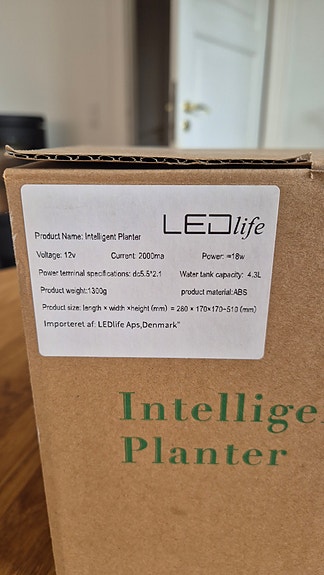 LEDlife
Product Name: Intelligent Planter
Voltage: 12v Current: 2000ma Power: ≈18w
Power terminal specifications: dc5.5*2.1 Water tank capacity: 4.3L
Product weight:1300g product material:ABS
Product size: length × width ×height (mm) = 280 × 170×170~510 (mm)
Importeret af: LEDlife Aps,Denmark"
Intellige
Planter